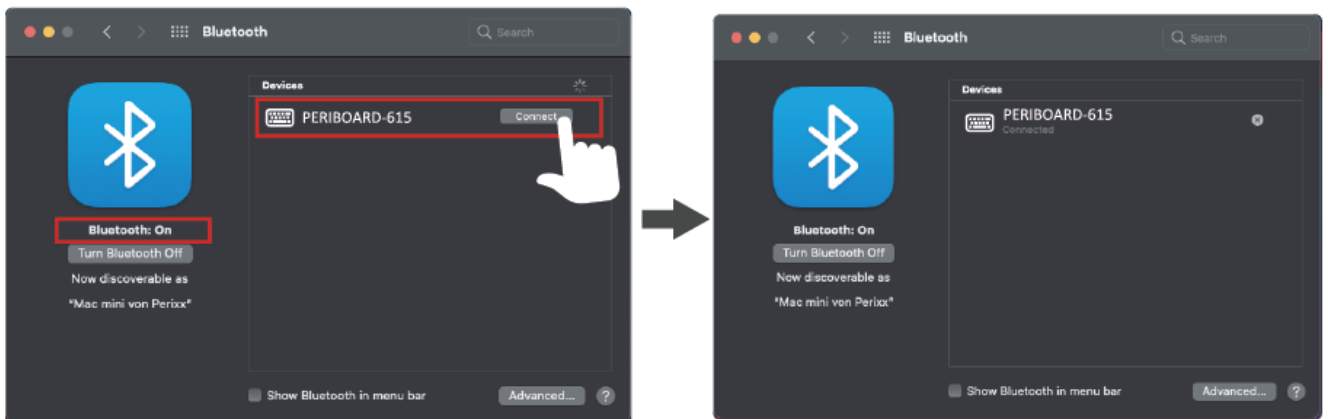 Bluetooth
Search
Devices
PERIBOARD-615
Connect
Bluetooth: On
Turn Bluetooth Off
Now discoverable as
"Mac mini von Perixx"
Show Bluetooth in menu bar
Advanced...
?
Bluetooth
Search
Devices
PERIBOARD-615
Connected
Bluetooth: On
Turn Bluetooth Off
Now discoverable as
"Mac mini von Perixx"
Show Bluetooth in menu bar
Advanced...
?